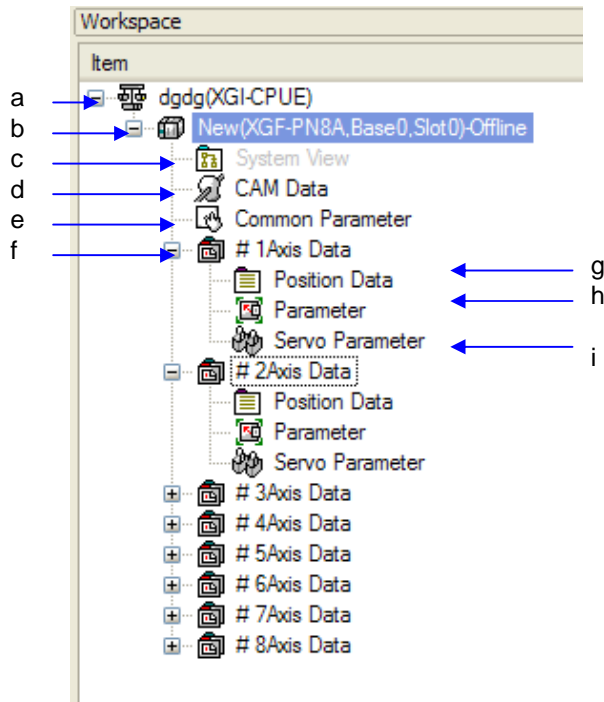 Workspace
Item
a dgdg(XGI-CPUE)
b New(XGF-PN8A,Base0,Slot0)-Offline
c System View
d CAM Data
e Common Parameter
f # 1Axis Data
Position Data g
Parameter h
Servo Parameter i
# 2Axis Data
Position Data
Parameter
Servo Parameter
# 3Axis Data
# 4Axis Data
# 5Axis Data
# 6Axis Data
# 7Axis Data
# 8Axis Data